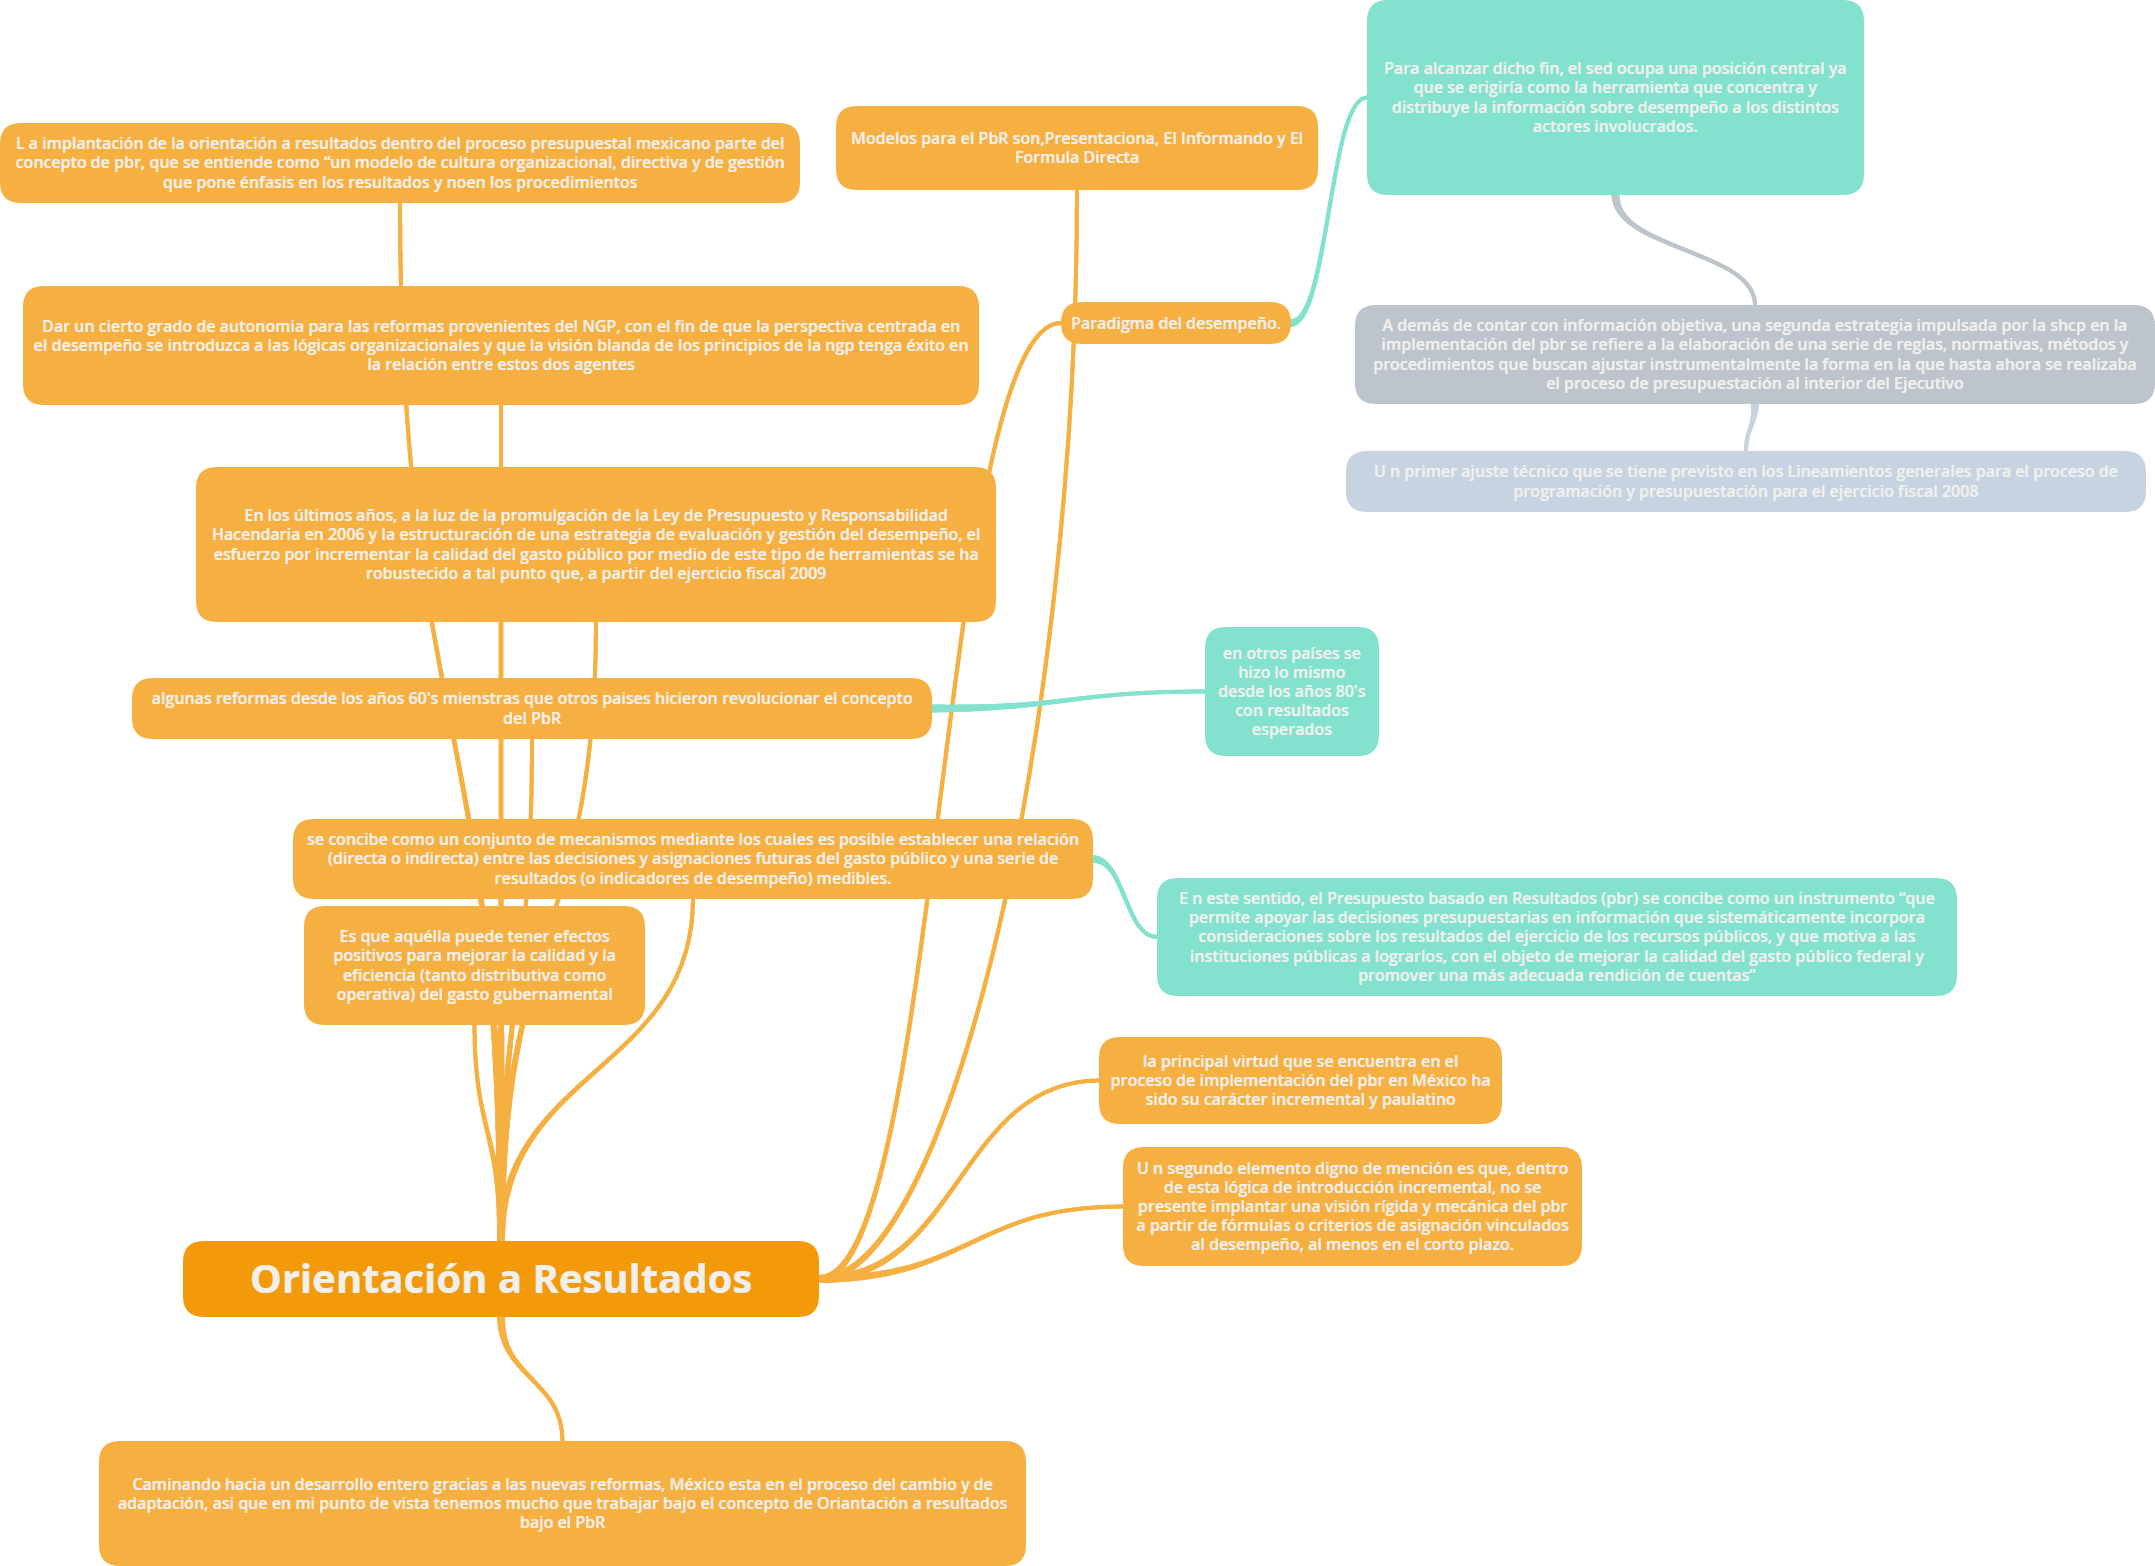 Para alcanzar dicho fin, el sed ocupa una posición central ya
que se erigiría como la herramienta que concentra y
distribuye la información sobre desempeño a los distintos
actores involucrados.
L a implantación de la orientación a resultados dentro del proceso presupuestal mexicano parte del
concepto de pbr, que se entiende como “un modelo de cultura organizacional, directiva y de gestión
que pone énfasis en los resultados y noen los procedimientos
Modelos para el PbR son,Presentaciona, El Informando y El
Formula Directa
Dar un cierto grado de autonomia para las reformas provenientes del NGP, con el fin de que la perspectiva centrada en
el desempeño se introduzca a las lógicas organizacionales y que la visión blanda de los principios de la ngp tenga éxito en
la relación entre estos dos agentes
Paradigma del desempeño.
A demás de contar con información objetiva, una segunda estrategia impulsada por la shcp en la
implementación del pbr se refiere a la elaboración de una serie de reglas, normativas, métodos y
procedimientos que buscan ajustar instrumentalmente la forma en la que hasta ahora se realizaba
el proceso de presupuestación al interior del Ejecutivo
U n primer ajuste técnico que se tiene previsto en los Lineamientos generales para el proceso de
programación y presupuestación para el ejercicio fiscal 2008
En los últimos años, a la luz de la promulgación de la Ley de Presupuesto y Responsabilidad
Hacendaria en 2006 y la estructuración de una estrategia de evaluación y gestión del desempeño, el
esfuerzo por incrementar la calidad del gasto público por medio de este tipo de herramientas se ha
robustecido a tal punto que, a partir del ejercicio fiscal 2009
algunas reformas desde los años 60's mienstras que otros paises hicieron revolucionar el concepto
del PbR
en otros países se
hizo lo mismo
desde los años 80's
con resultados
esperados
se concibe como un conjunto de mecanismos mediante los cuales es posible establecer una relación
(directa o indirecta) entre las decisiones y asignaciones futuras del gasto público y una serie de
resultados (o indicadores de desempeño) medibles.
E n este sentido, el Presupuesto basado en Resultados (pbr) se concibe como un instrumento “que
permite apoyar las decisiones presupuestarias en información que sistemáticamente incorpora
consideraciones sobre los resultados del ejercicio de los recursos públicos, y que motiva a las
instituciones públicas a lograrlos, con el objeto de mejorar la calidad del gasto público federal y
promover una más adecuada rendición de cuentas”
Es que aquélla puede tener efectos
positivos para mejorar la calidad y la
eficiencia (tanto distributiva como
operativa) del gasto gubernamental
la principal virtud que se encuentra en el
proceso de implementación del pbr en México ha
sido su carácter incremental y paulatino
U n segundo elemento digno de mención es que, dentro
de esta lógica de introducción incremental, no se
presente implantar una visión rígida y mecánica del pbr
a partir de fórmulas o criterios de asignación vinculados
al desempeño, al menos en el corto plazo.
Orientación a Resultados
Caminando hacia un desarrollo entero gracias a las nuevas reformas, México esta en el proceso del cambio y de
adaptación, asi que en mi punto de vista tenemos mucho que trabajar bajo el concepto de Oriantación a resultados
bajo el PbR